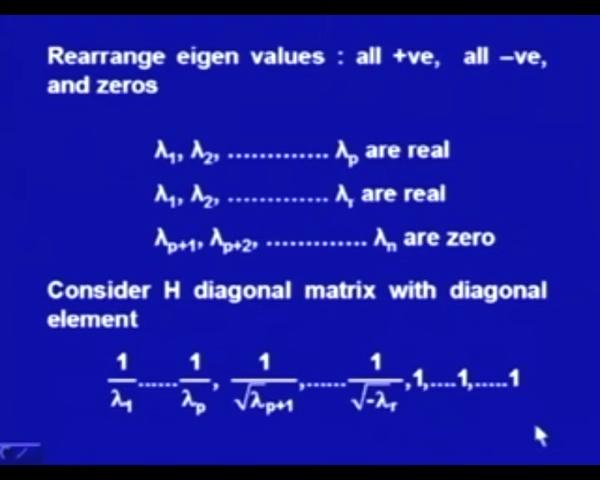 Rearrange eigen values : all +ve, all –ve,
and zeros
λ₁, λ₂, ............. λₚ are real
λ₁, λ₂, ............. λᵣ are real
λₚ₊₁, λₚ₊₂, ............. λₙ are zero
Consider H diagonal matrix with diagonal
element
1/λ₁ ...... 1/λₚ, 1/√λₚ₊₁ ,...... 1/√-λᵣ ,1,....1,.....1